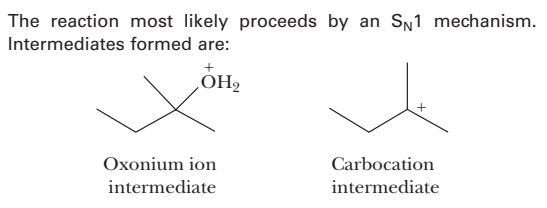 The reaction most likely proceeds by an SN1 mechanism.
Intermediates formed are:
+
OH2
+
Oxonium ion
intermediate
Carbocation
intermediate